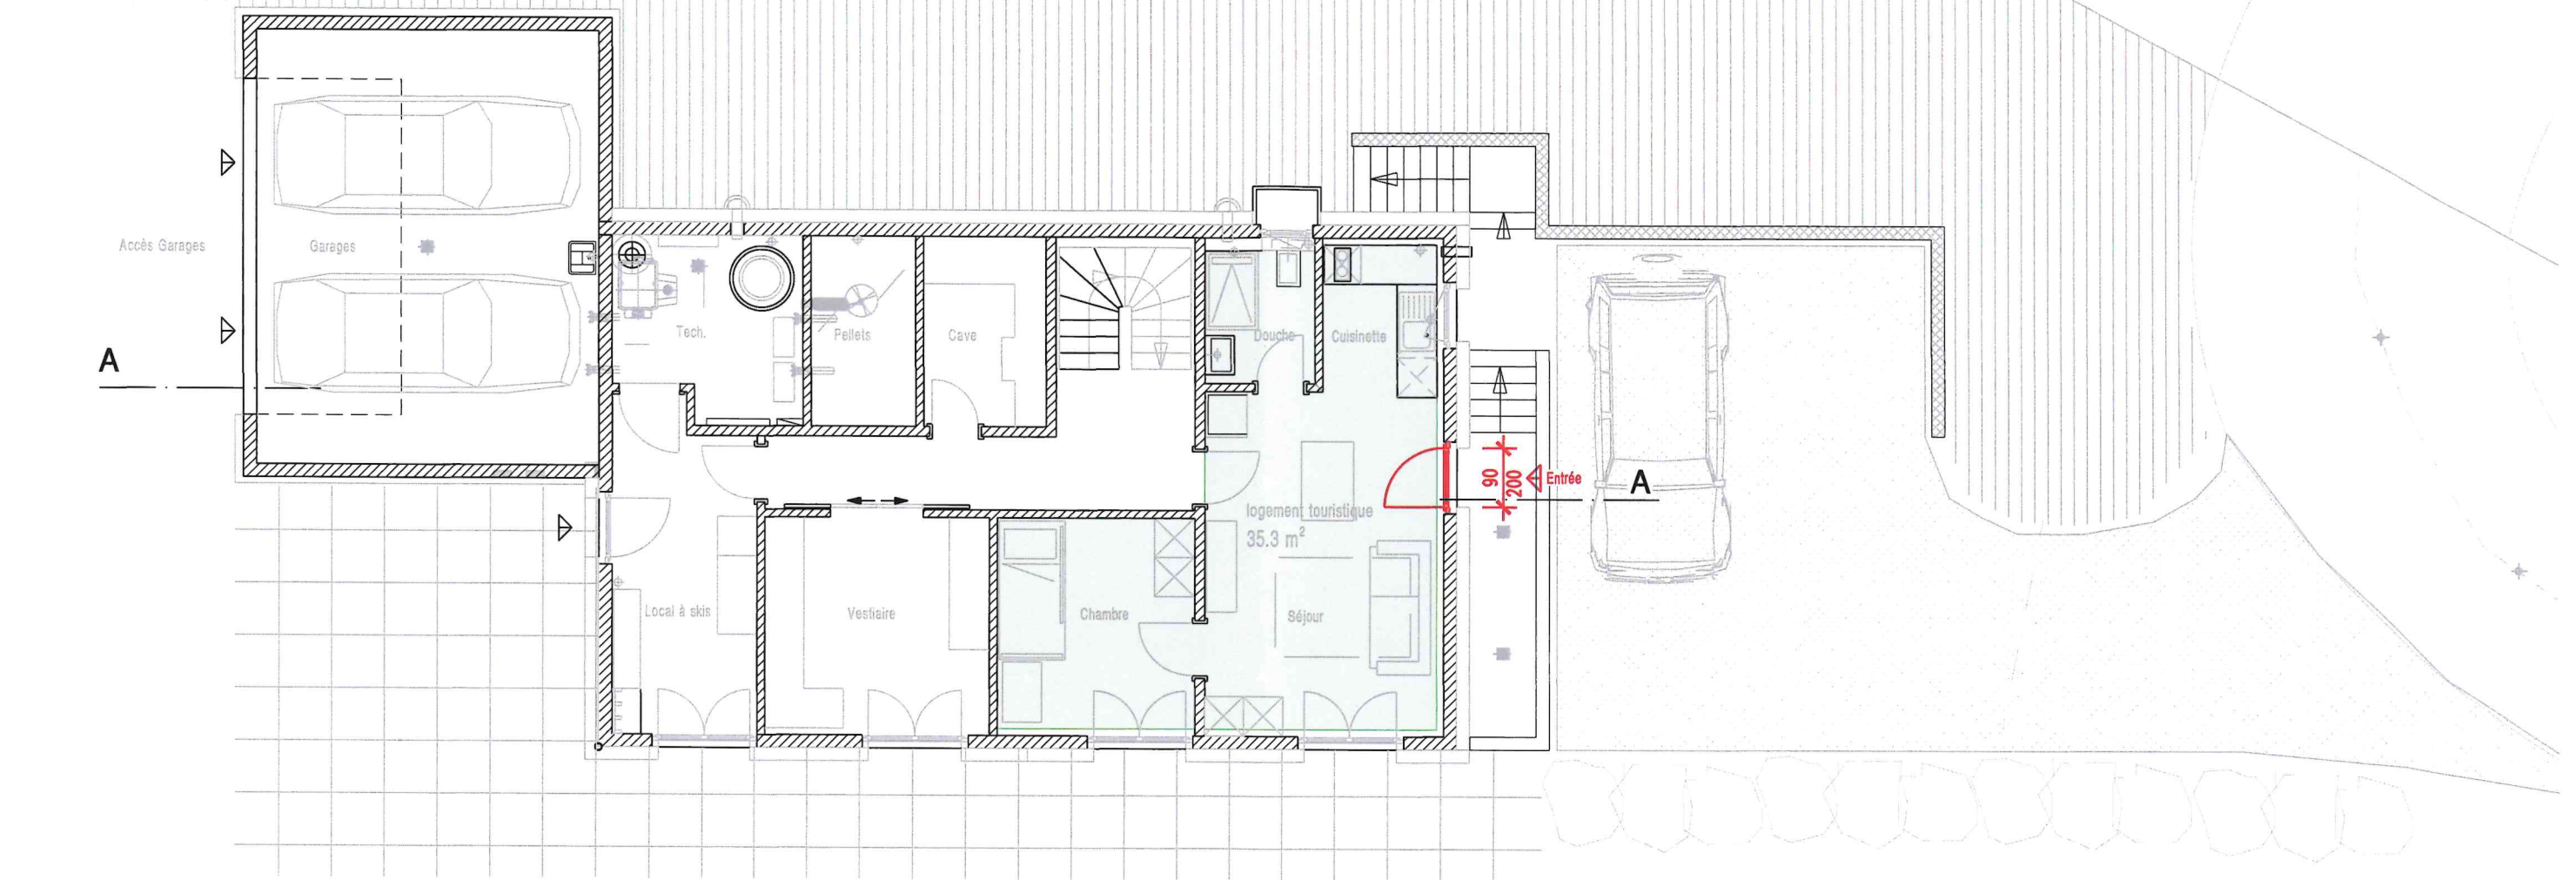 Accès Garages
Garages
A
Tech.
Pellets
Cave
Douche
Cuisinette
90
200
Entrée
A
logement touristique
35.3 m²
Local à skis
Vestiaire
Chambre
Séjour